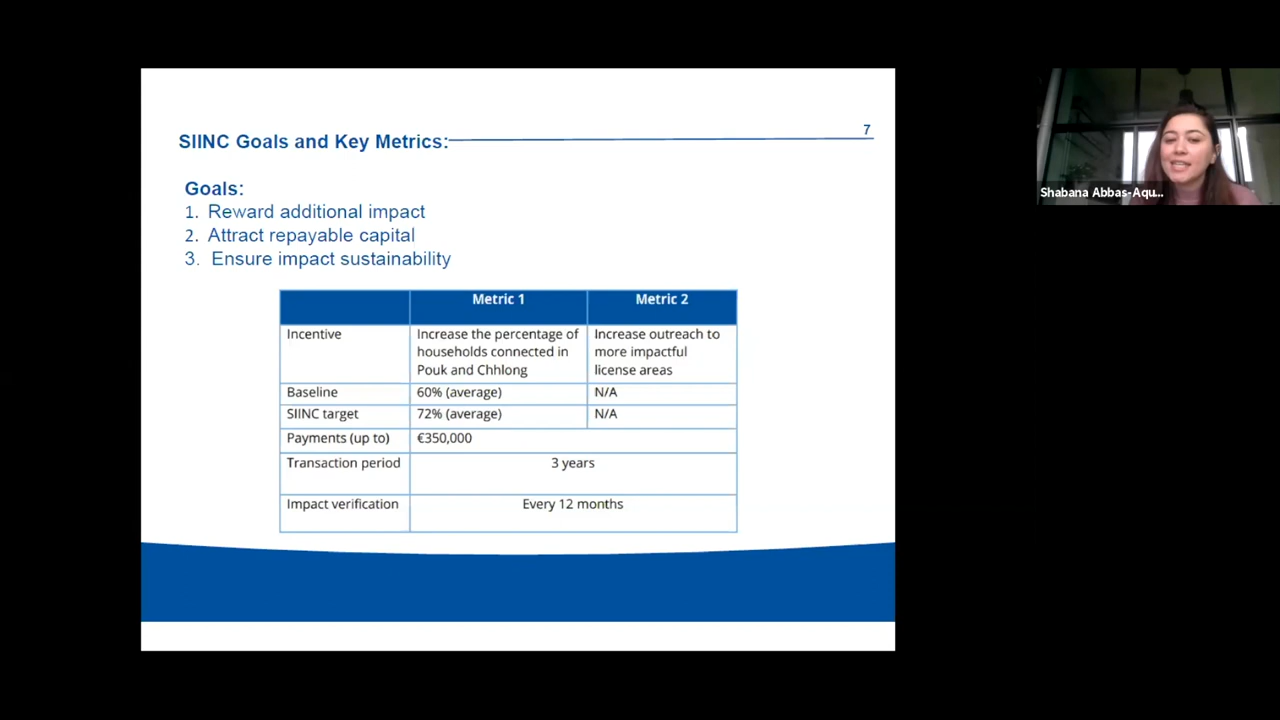 7
SIINC Goals and Key Metrics:
Goals:
1. Reward additional impact
2. Attract repayable capital
3. Ensure impact sustainability
Metric 1 Metric 2
Incentive Increase the percentage of households connected in Pouk and Chhlong Increase outreach to more impactful license areas
Baseline 60% (average) N/A
SIINC target 72% (average) N/A
Payments (up to) €350,000
Transaction period 3 years
Impact verification Every 12 months
Shabana Abbas-Aqu...